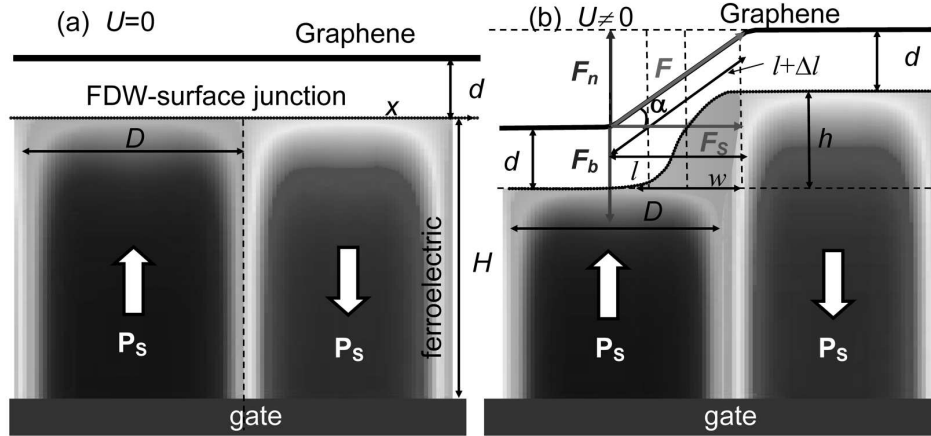 (a) U=0
Graphene
d
FDW-surface junction
x
D
H
P_S
P_S
ferroelectric
gate
(b) U≠0
Graphene
F_n
F
l+Δl
d
α
d
F_b
F_S
h
l
w
D
P_S
P_S
gate